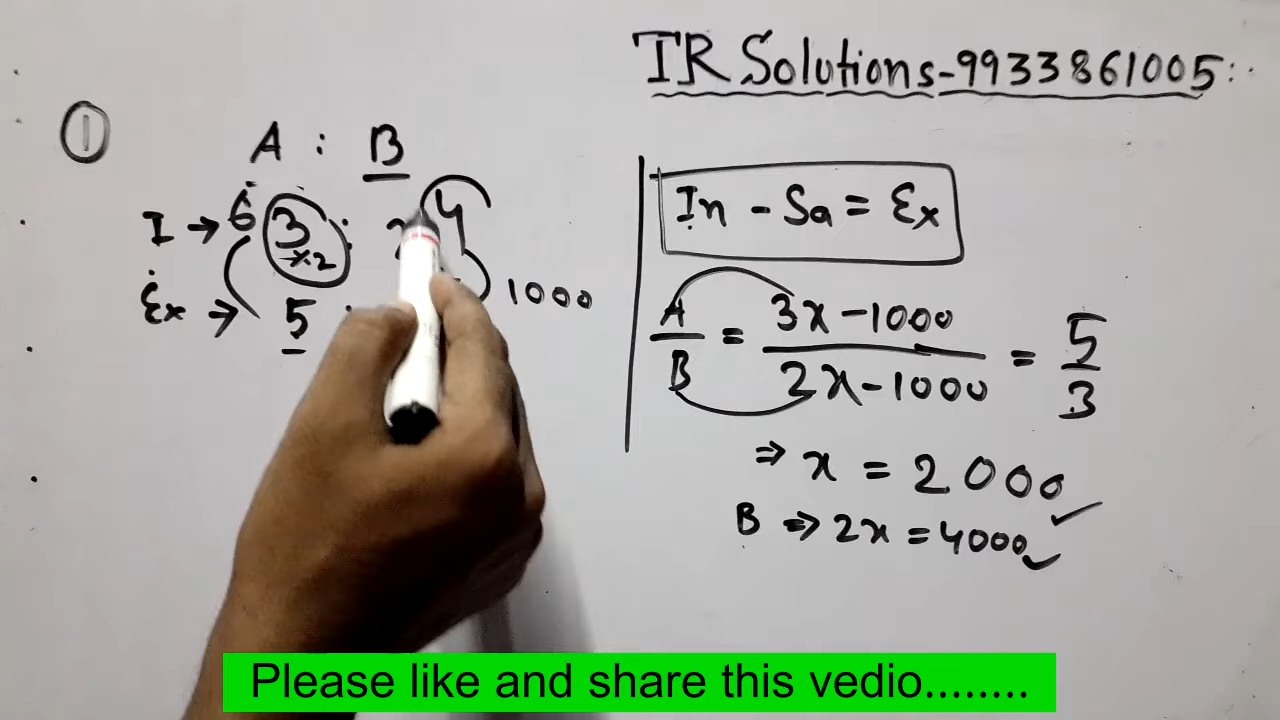 IR Solutions-9933861005:
①
A : B
I → 6 3 : 4
×2
Ex → 5 :
1000
In - Sa = Ex
A/B = 3x-1000/2x-1000 = 5/3
⇒ x = 2000 ✓
B ⇒ 2x = 4000 ✓
Please like and share this vedio........